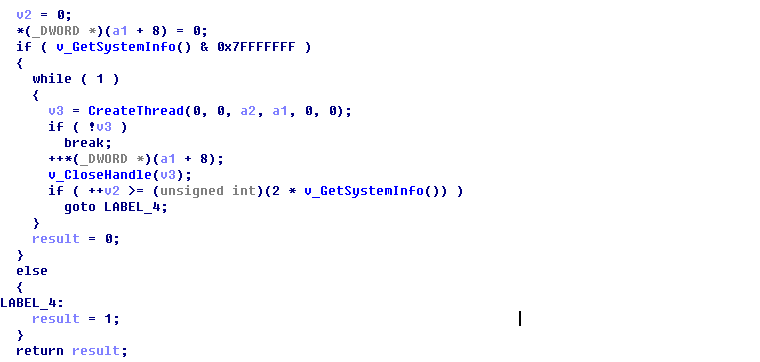 v2 = 0;
*(_DWORD *)(a1 + 8) = 0;
if ( v_GetSystemInfo() & 0x7FFFFFFF )
{
while ( 1 )
{
v3 = CreateThread(0, 0, a2, a1, 0, 0);
if ( !v3 )
break;
++*(_DWORD *)(a1 + 8);
v_CloseHandle(v3);
if ( ++v2 >= (unsigned int)(2 * v_GetSystemInfo()) )
goto LABEL_4;
}
result = 0;
}
else
{
LABEL_4:
result = 1;
}
return result;